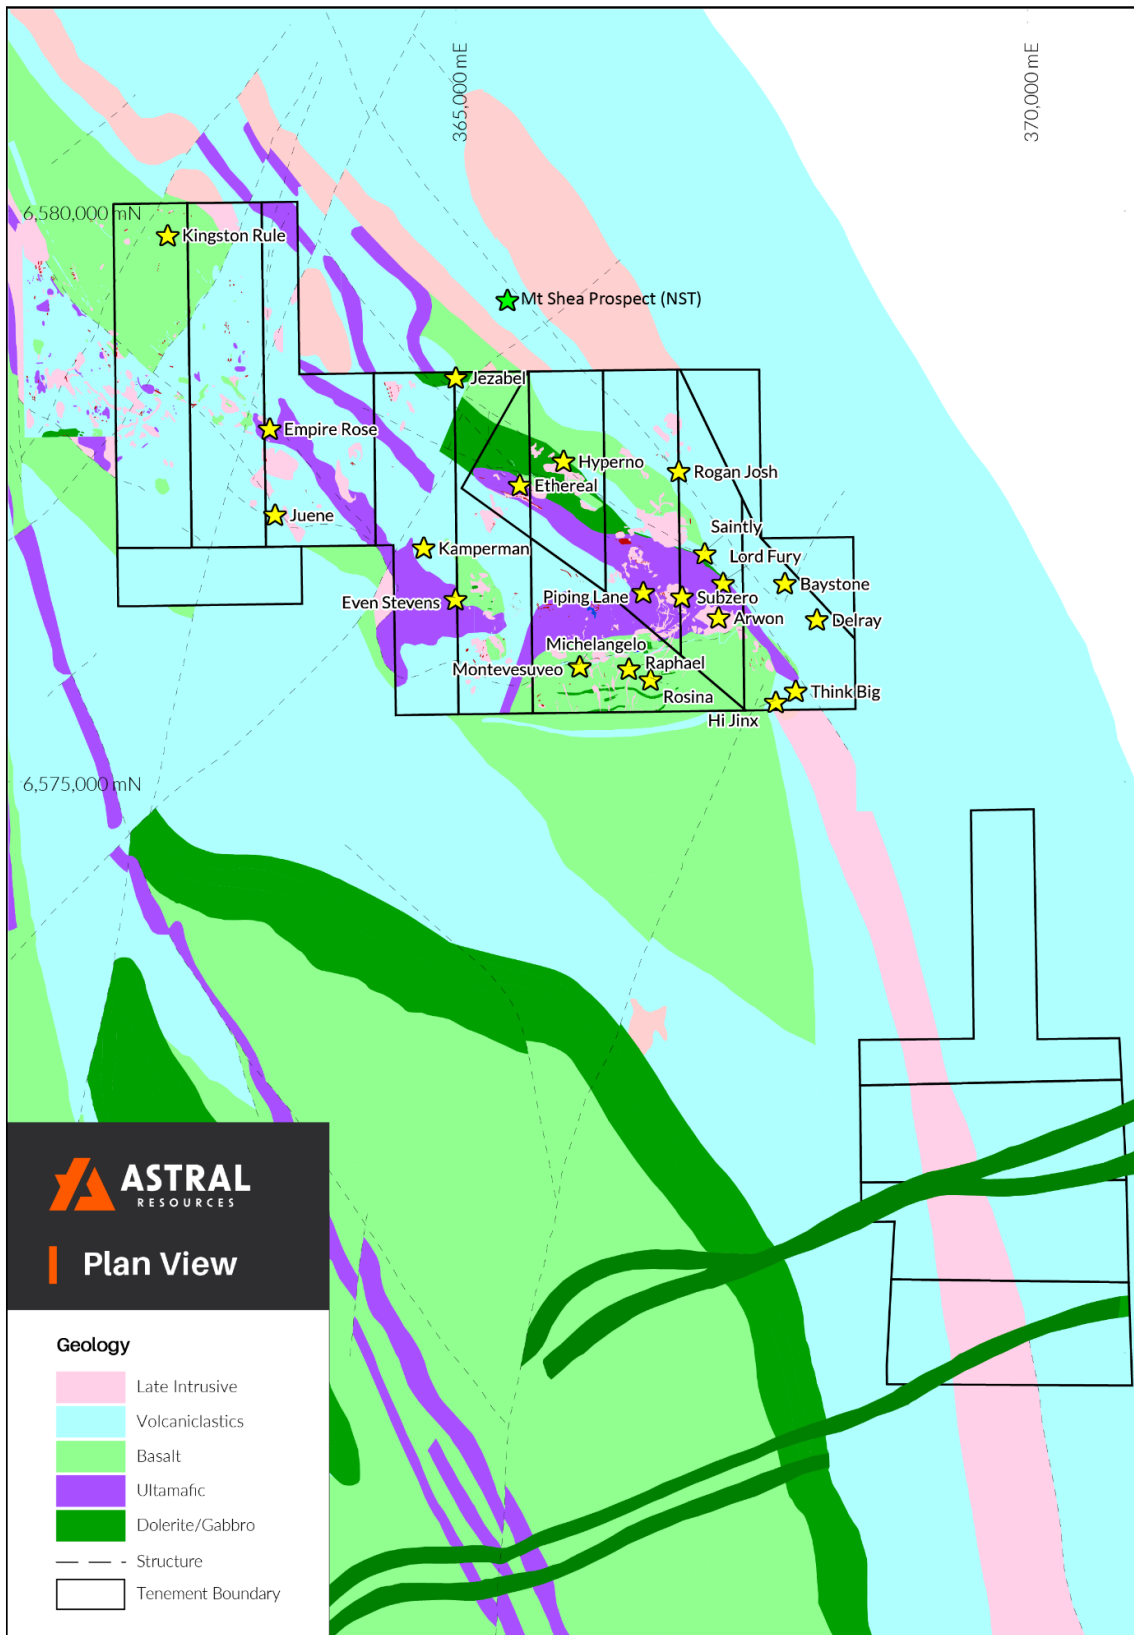 365,000 mE
370,000 mE
6,580,000 mN
Kingston Rule
Mt Shea Prospect (NST)
Jezabel
Empire Rose
Hyperno
Rogan Josh
Ethereal
Juene
Saintly
Kamperman
Lord Fury
Baystone
Even Stevens
Piping Lane
Subzero
Arwon
Delray
Michelangelo
Montevesuveo
Raphael
Rosina
Think Big
Hi Jinx
6,575,000 mN
ASTRAL
RESOURCES
Plan View
Geology
Late Intrusive
Volcaniclastics
Basalt
Ultamafic
Dolerite/Gabbro
Structure
Tenement Boundary